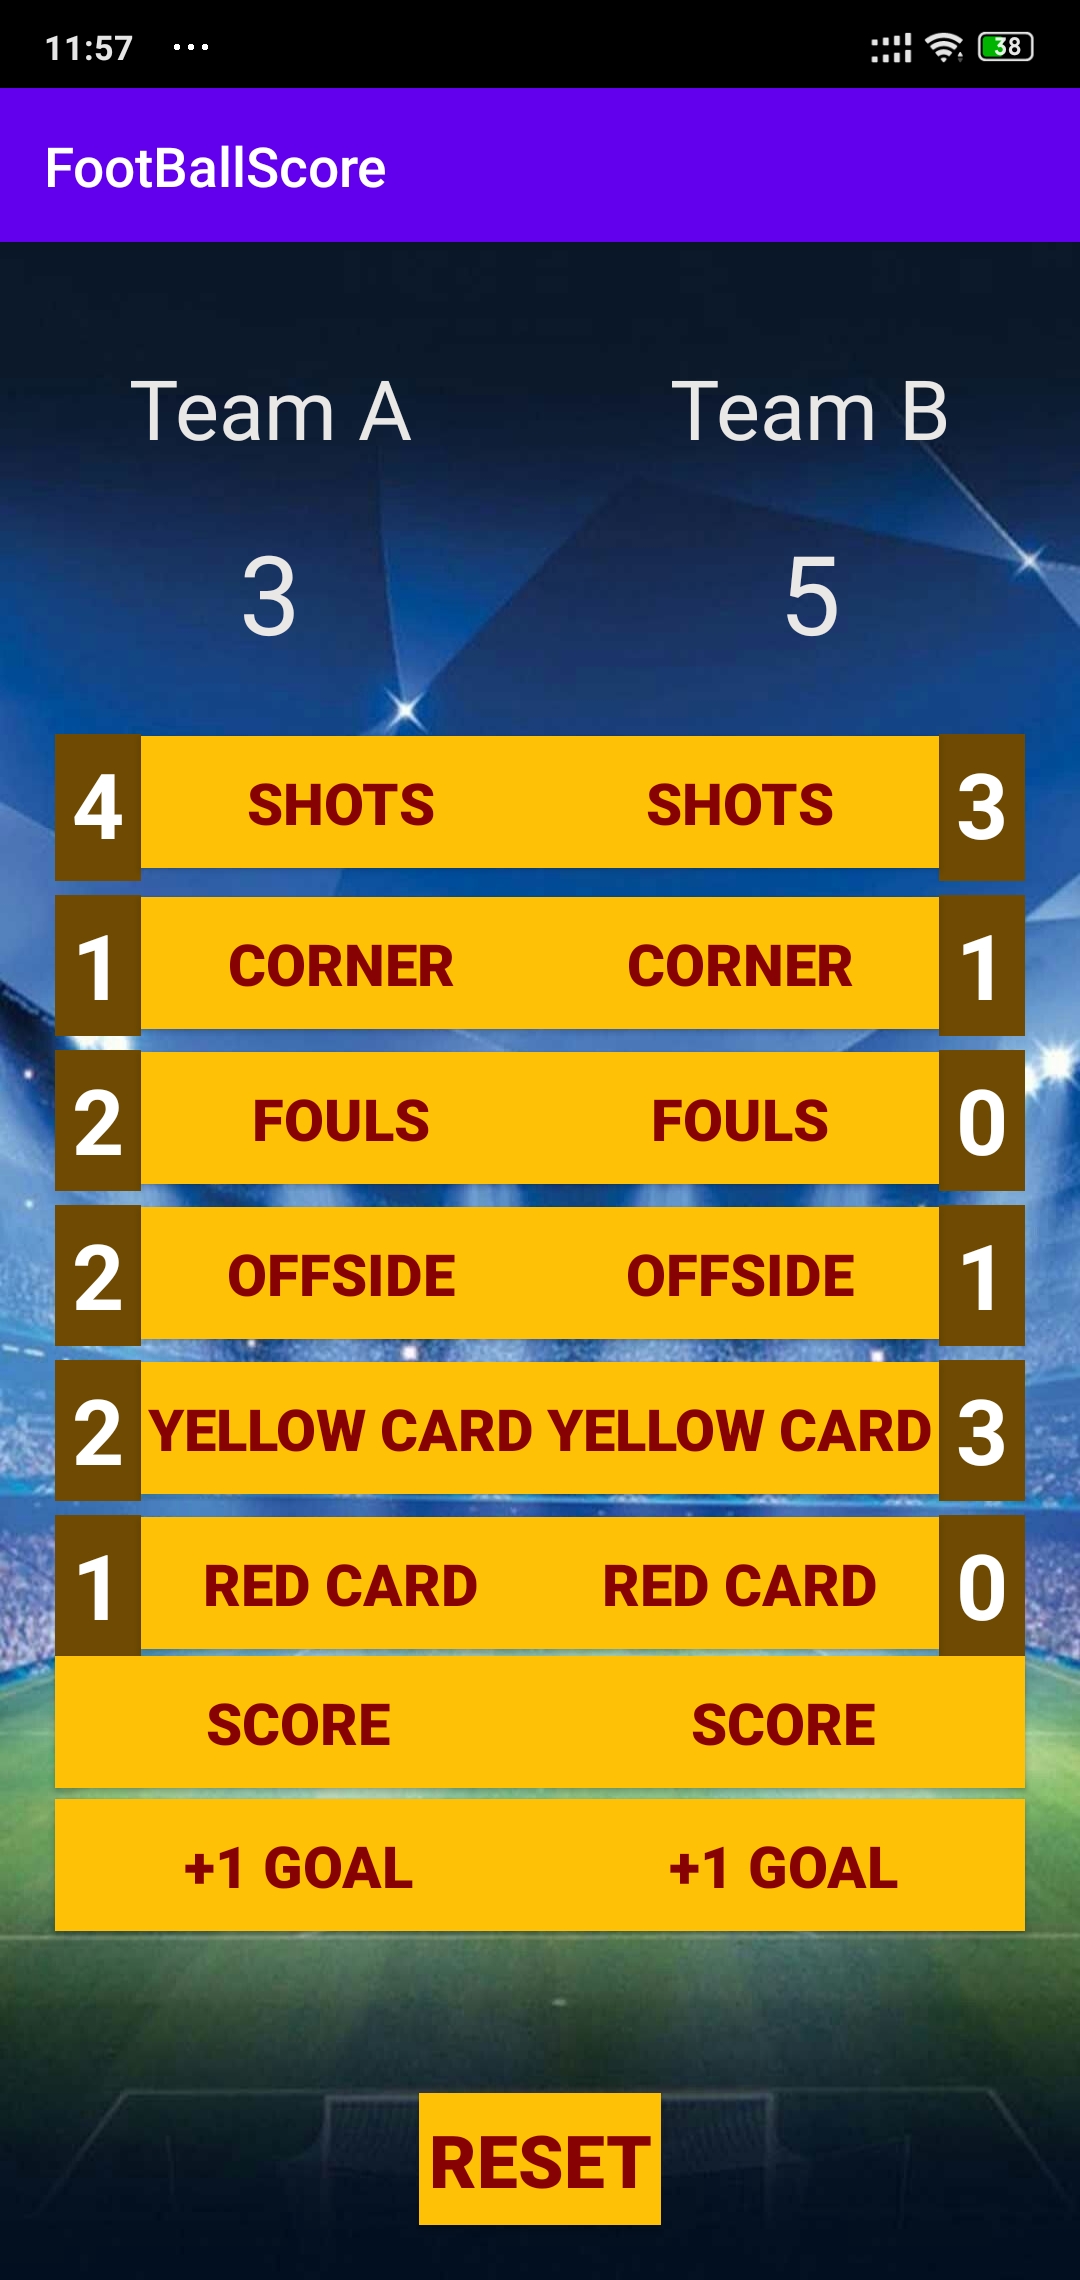 11:57 ... 38
FootBallScore
Team A Team B
3 5
4 SHOTS SHOTS 3
1 CORNER CORNER 1
2 FOULS FOULS 0
2 OFFSIDE OFFSIDE 1
2 YELLOW CARD YELLOW CARD 3
1 RED CARD RED CARD 0
SCORE SCORE
+1 GOAL +1 GOAL
RESET